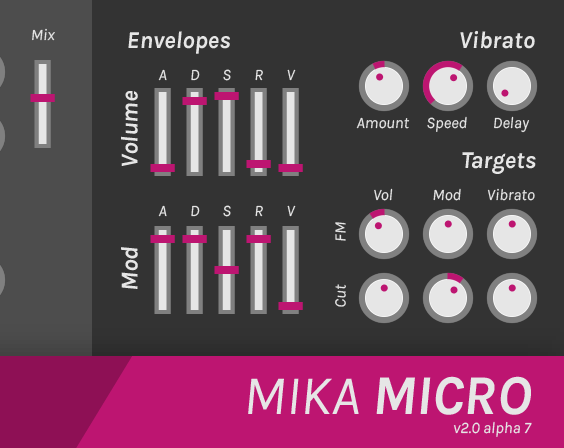 Mix
Envelopes
Vibrato
A D S R V
Volume
Amount Speed Delay
Targets
Vol Mod Vibrato
A D S R V
Mod
FM
Cut
MIKA MICRO
v2.0 alpha 7